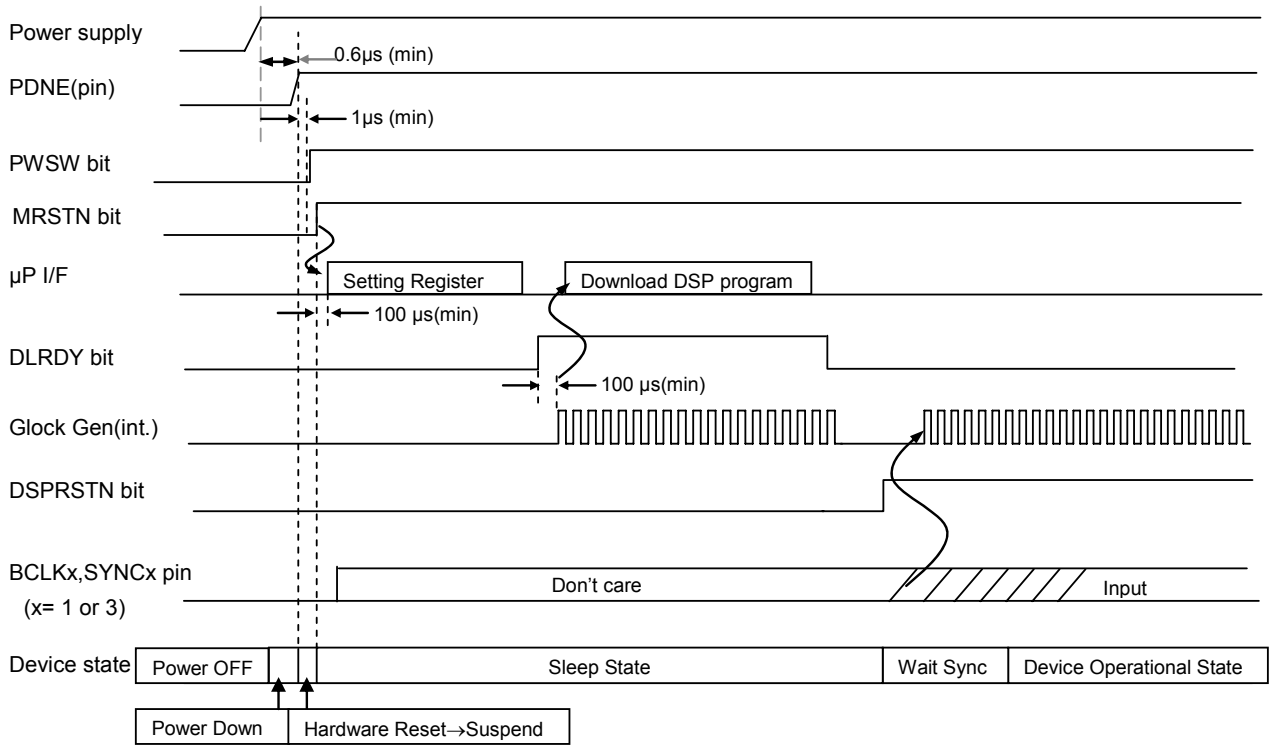 Power supply
0.6µs (min)
PDNE(pin)
1µs (min)
PWSW bit
MRSTN bit
µP I/F
Setting Register
Download DSP program
100 µs(min)
DLRDY bit
100 µs(min)
Glock Gen(int.)
DSPRSTN bit
BCLKx,SYNCx pin
(x= 1 or 3)
Don't care
Input
Device state
Power OFF
Sleep State
Wait Sync
Device Operational State
Power Down
Hardware Reset→Suspend